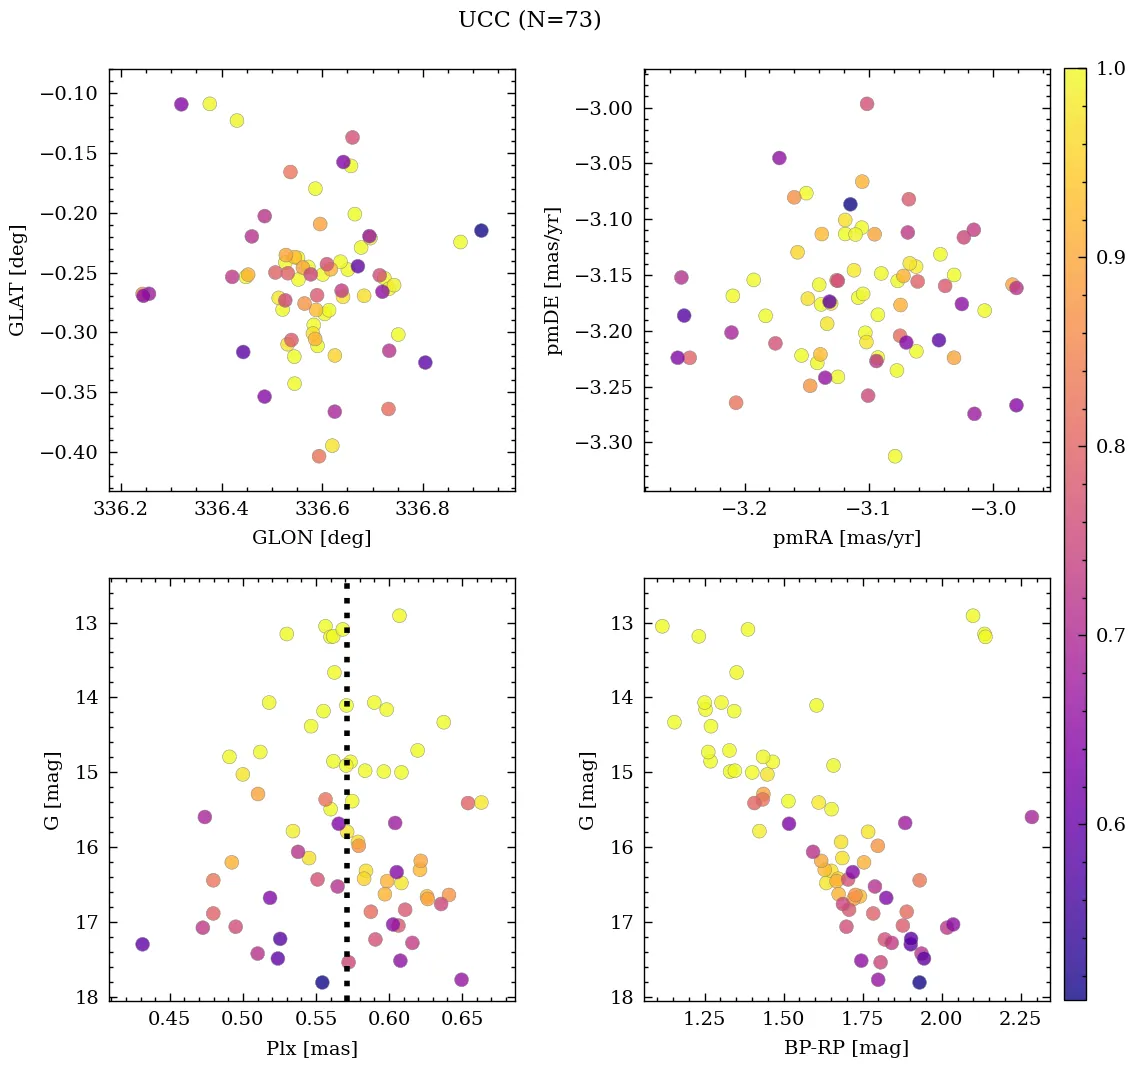 UCC (N=73)
−0.10
−0.15
−0.20
−0.25
−0.30
−0.35
−0.40
GLAT [deg]
336.2 336.4 336.6 336.8
GLON [deg]
−3.00
−3.05
−3.10
−3.15
−3.20
−3.25
−3.30
pmDE [mas/yr]
−3.2 −3.1 −3.0
pmRA [mas/yr]
13
14
15
16
17
18
G [mag]
0.45 0.50 0.55 0.60 0.65
Plx [mas]
13
14
15
16
17
18
G [mag]
1.25 1.50 1.75 2.00 2.25
BP-RP [mag]
1.0
0.9
0.8
0.7
0.6